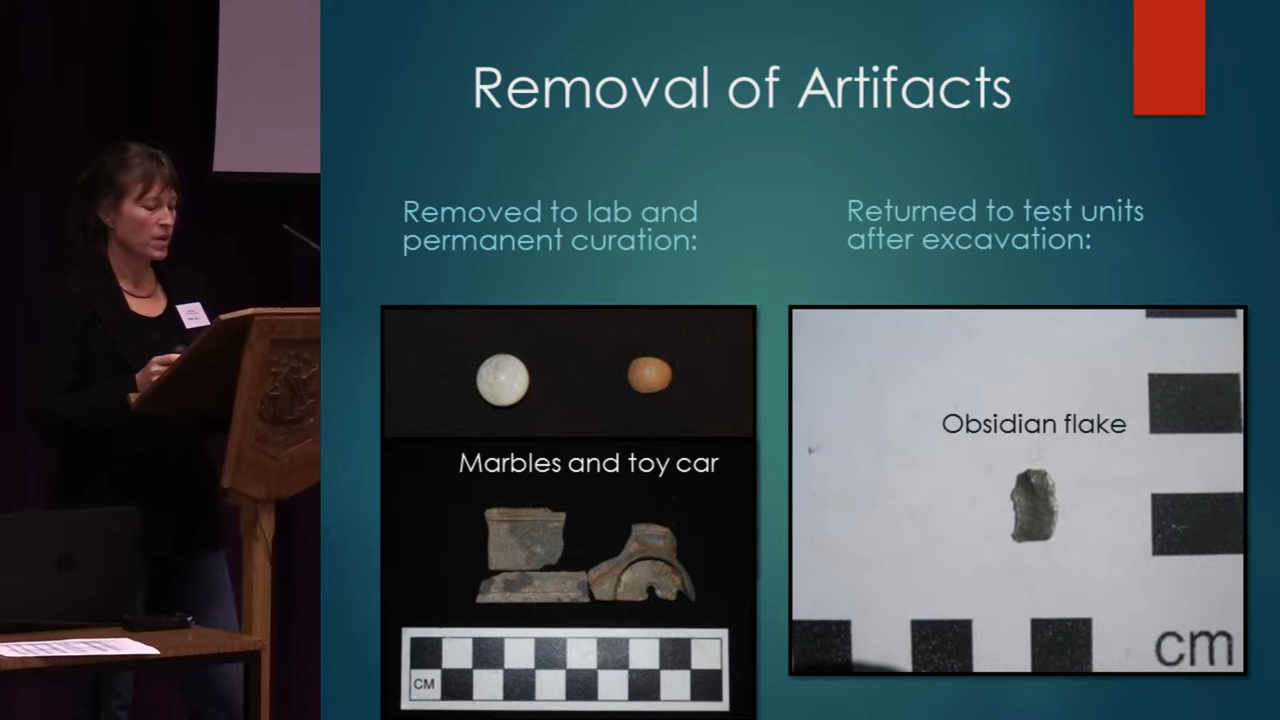 Removal of Artifacts
Removed to lab and
permanent curation:
Returned to test units
after excavation:
Marbles and toy car
CM
Obsidian flake
cm